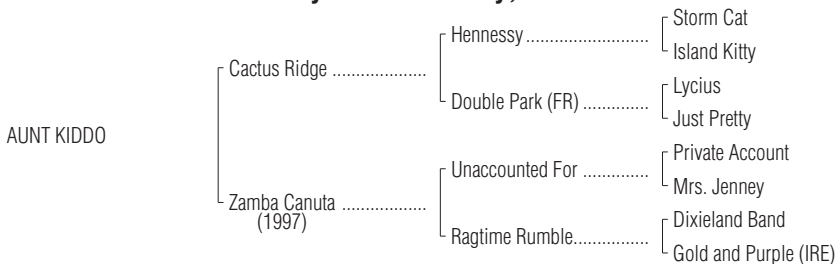 Storm Cat
Hennessy ............................
Island Kitty
Cactus Ridge .....................
Lycius
Double Park (FR) ...............
Just Pretty
AUNT KIDDO
Private Account
Unaccounted For ...............
Mrs. Jenney
Zamba Canuta ...................
(1997)
Dixieland Band
Ragtime Rumble.................
Gold and Purple (IRE)